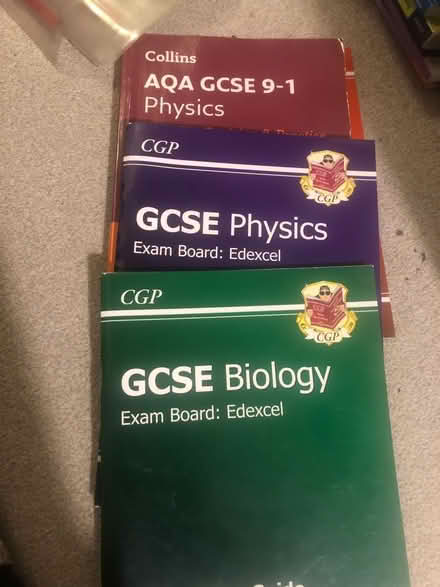 Collins
AQA GCSE 9-1
Physics
CGP
CGP
GCSE Physics
Exam Board: Edexcel
CGP
CGP
GCSE Biology
Exam Board: Edexcel